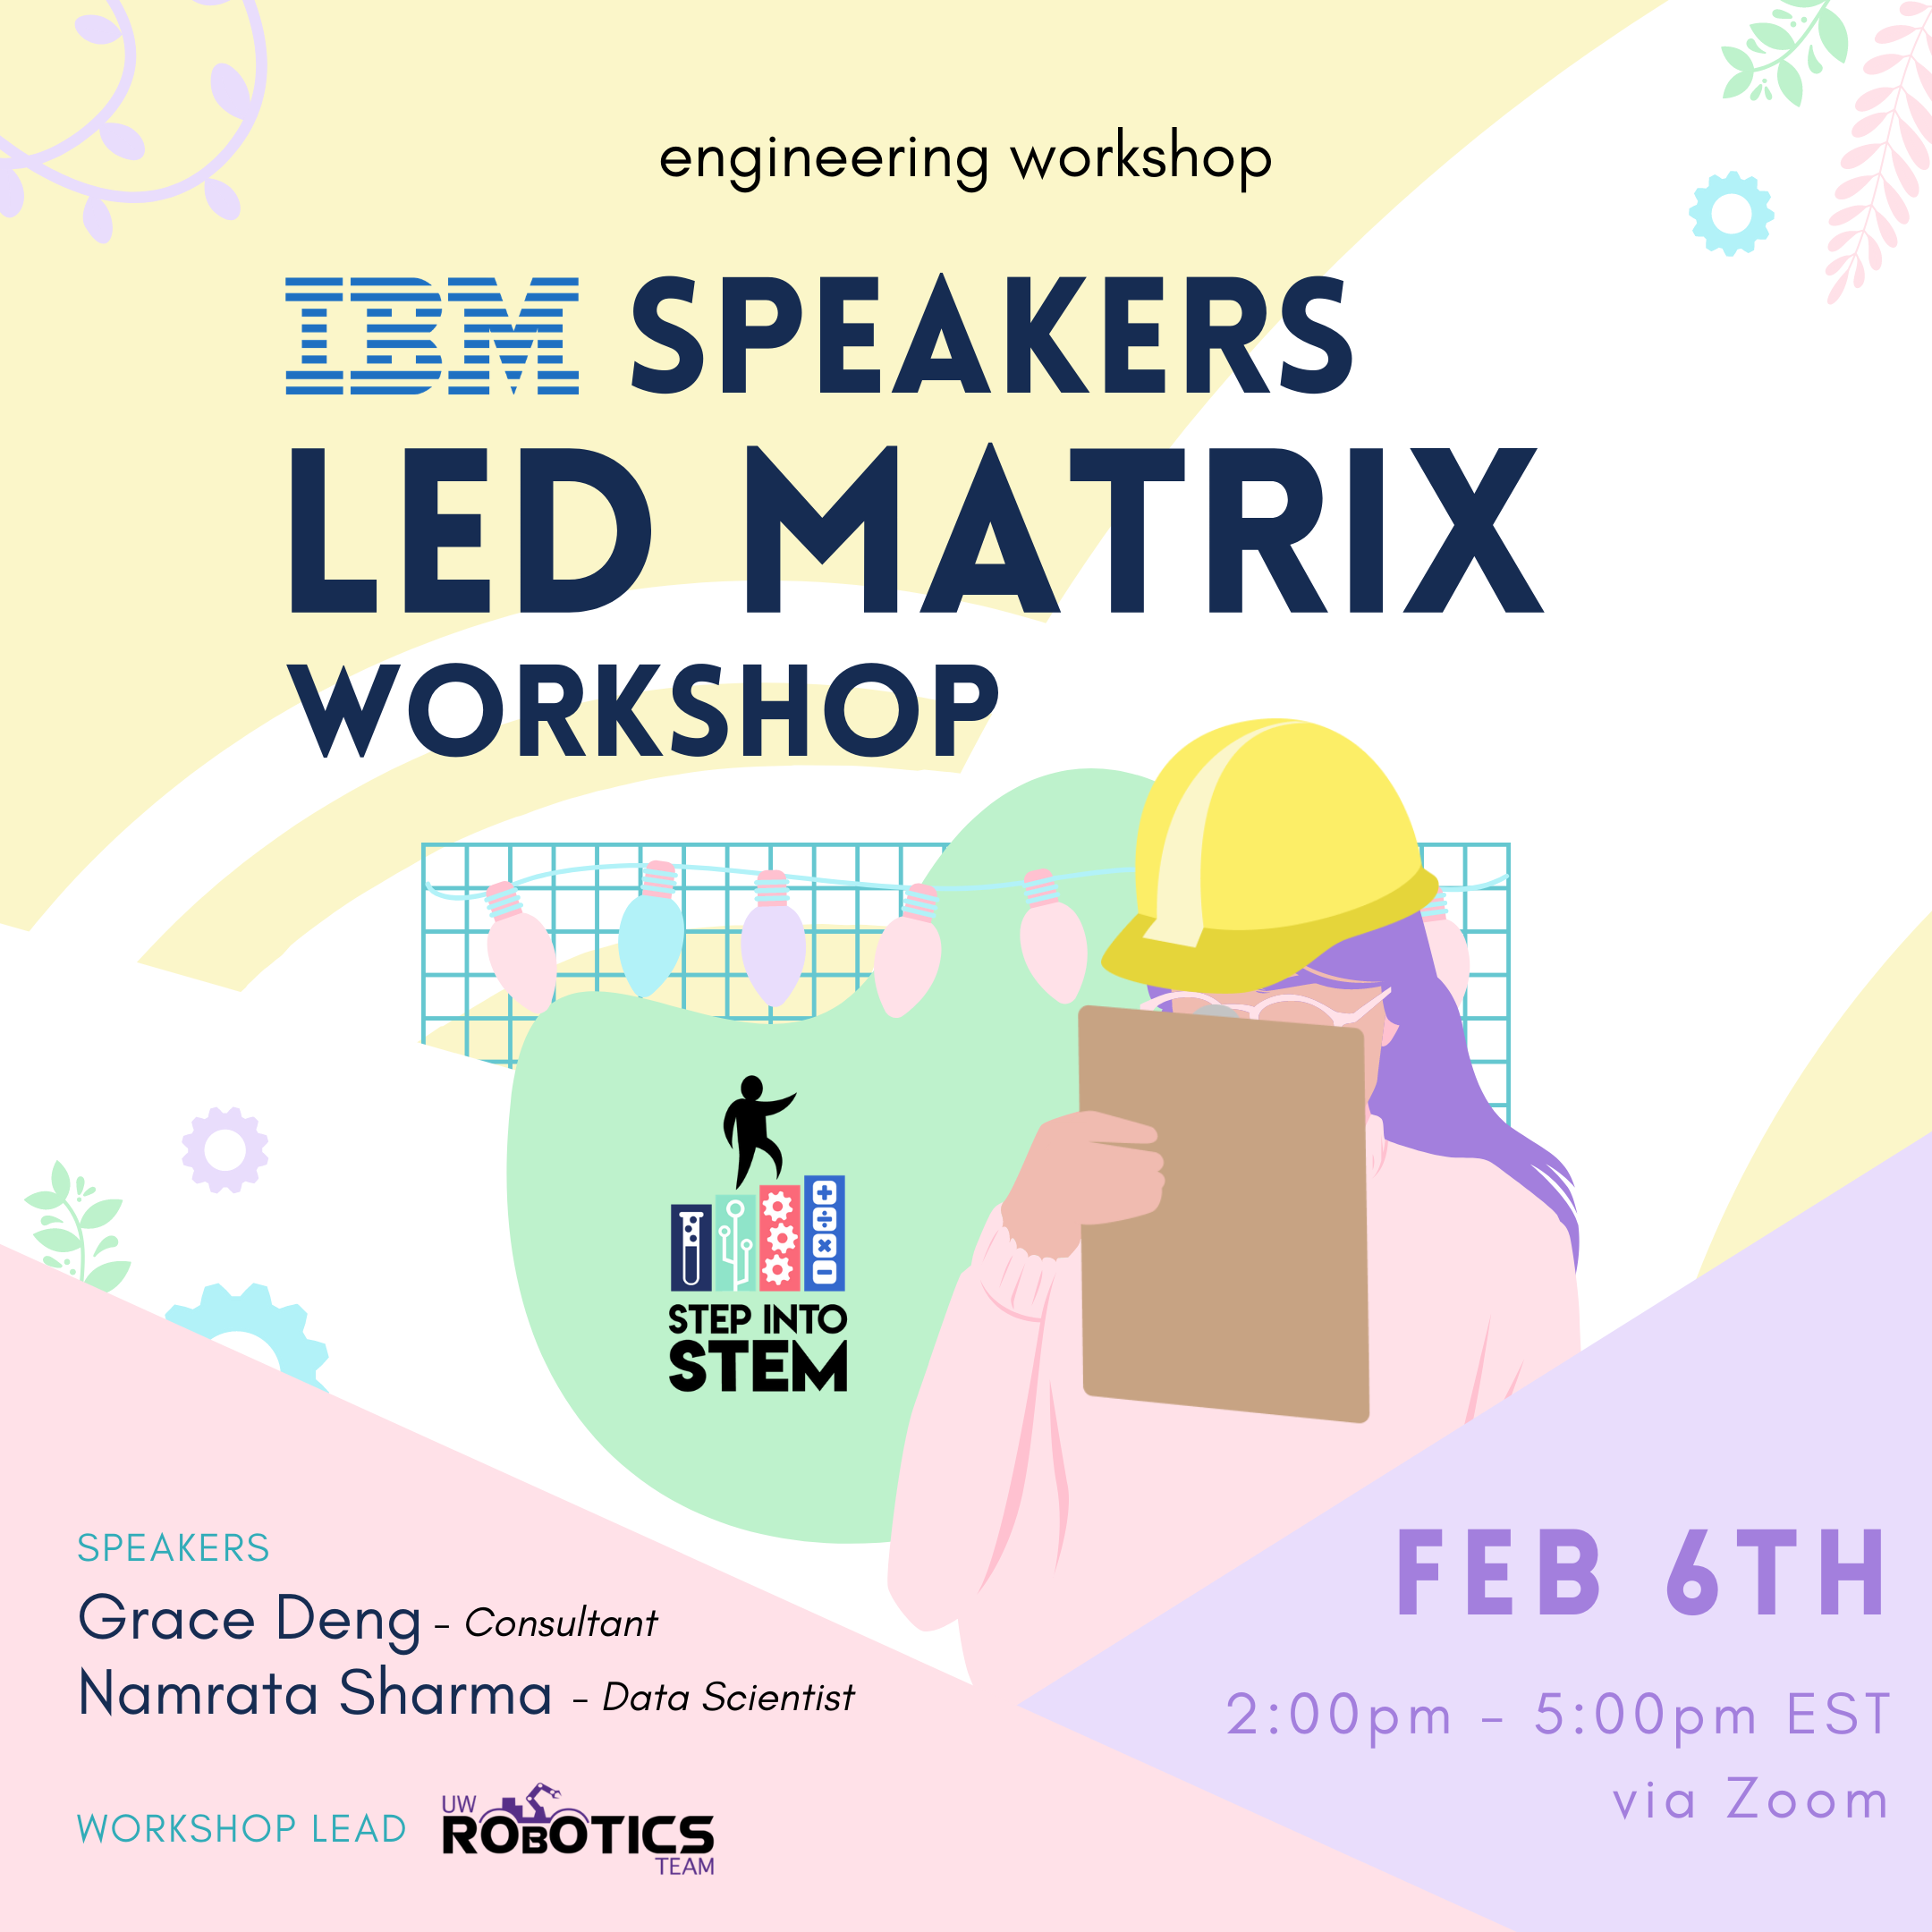 engineering workshop
IBM SPEAKERS
LED MATRIX
WORKSHOP
STEP INTO
STEM
SPEAKERS
Grace Deng - Consultant
Namrata Sharma - Data Scientist
WORKSHOP LEAD
UW
ROBOTICS
TEAM
FEB 6TH
2:00pm - 5:00pm EST
via Zoom